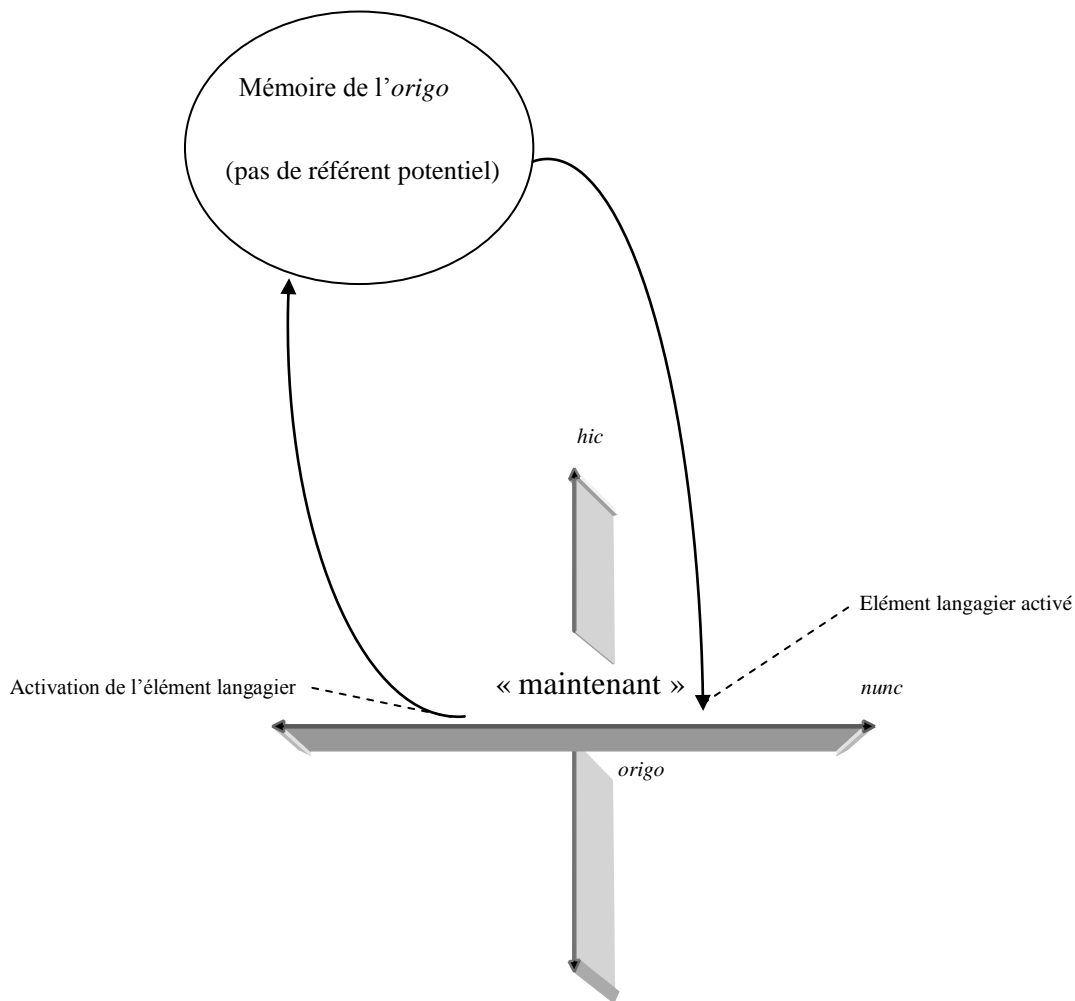 Mémoire de l’origo
(pas de référent potentiel)
hic
Elément langagier activé
Activation de l’élément langagier
« maintenant »
nunc
origo